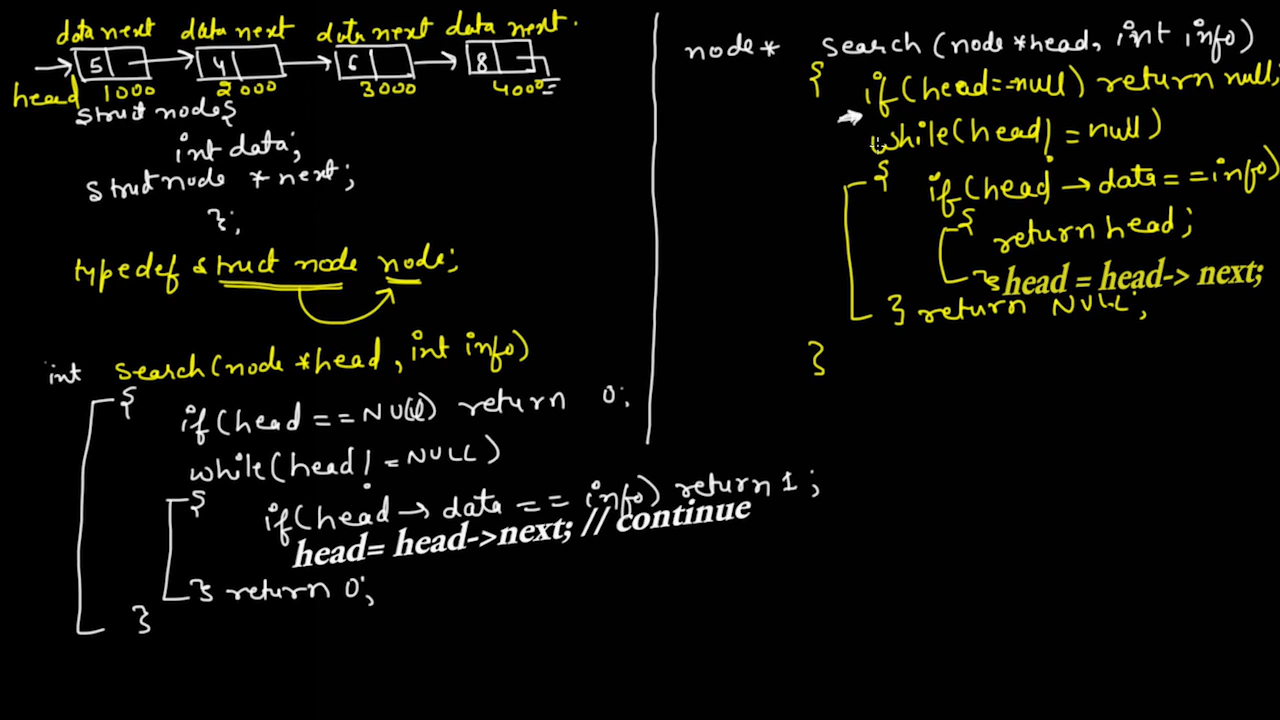 data next data next data next data next.
5 4 6 8
head 1000 2000 3000 4000
struct node{
int data;
struct node * next;
};
typedef struct node node;
int search(node *head, int info)
{
if(head == NULL) return 0;
while(head != NULL)
{
if(head → data == info) return 1;
head= head->next; // continue
} return 0;
}
node* search (node *head, int info)
{
if(head==null) return null;
while(head != null)
{
if(head → data == info)
{
return head;
}
head = head-> next;
} return NULL;
}